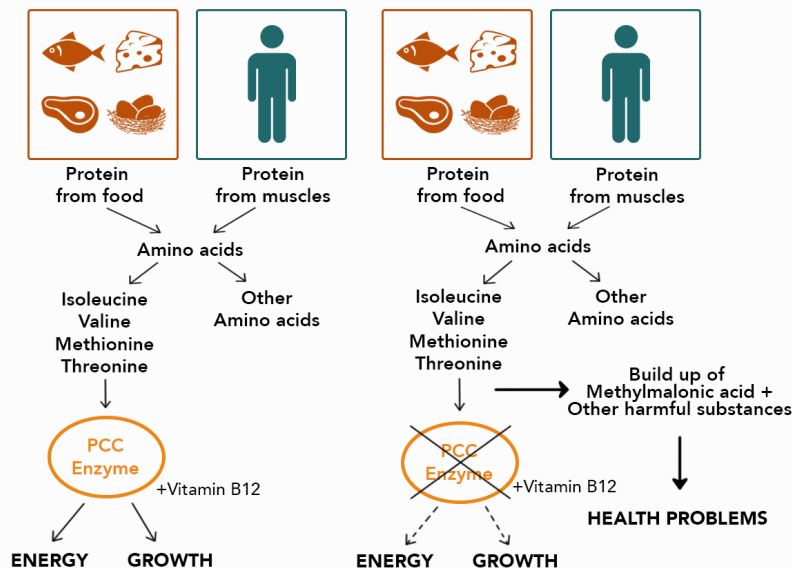 Protein
from food
Protein
from muscles
Amino acids
Isoleucine
Valine
Methionine
Threonine
Other
Amino acids
PCC
Enzyme
+Vitamin B12
ENERGY
GROWTH
Protein
from food
Protein
from muscles
Amino acids
Isoleucine
Valine
Methionine
Threonine
Other
Amino acids
Build up of
Methylmalonic acid +
Other harmful substances
PCC
Enzyme
+Vitamin B12
HEALTH PROBLEMS
ENERGY
GROWTH